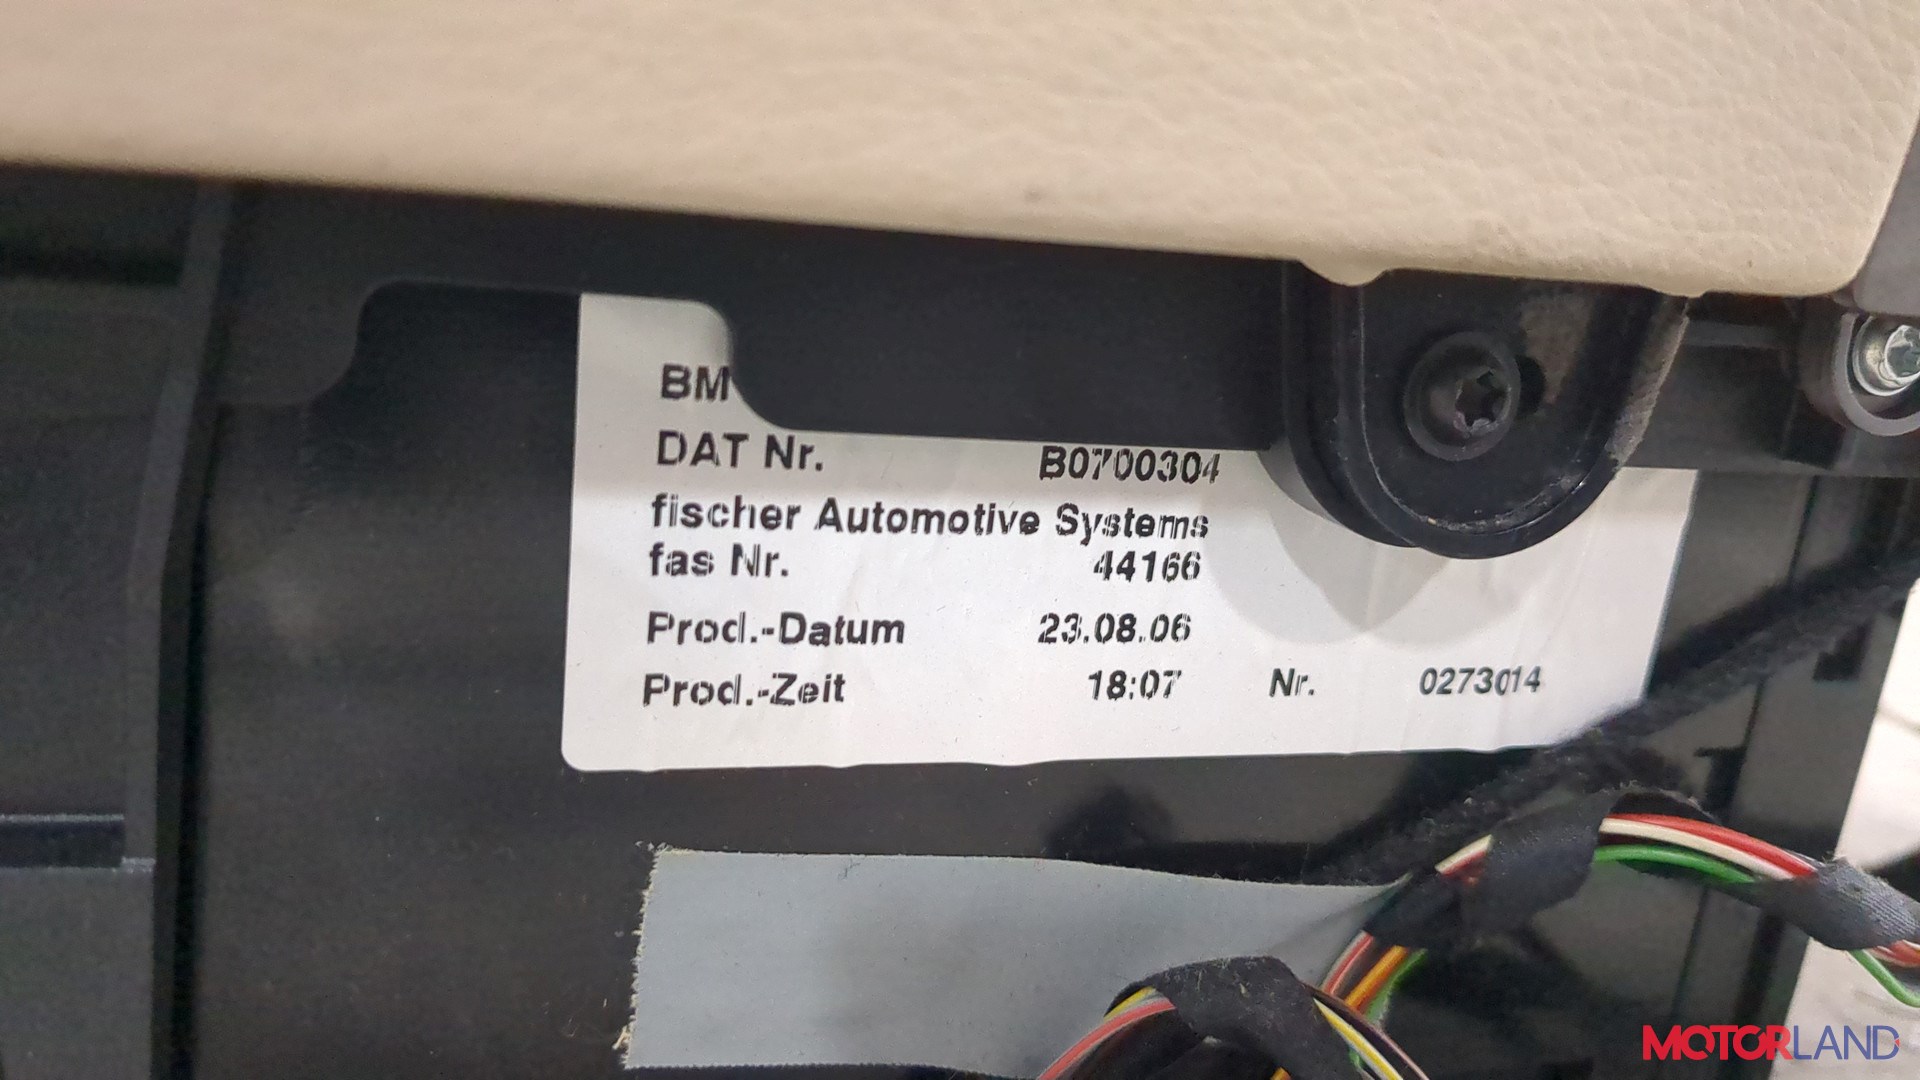 BM
DAT Nr. B0700304
fischer Automotive Systems
fas Nr. 44166
Prod.-Datum 23.08.06
Prod.-Zeit 18:07 Nr. 0273014
MOTORLAND